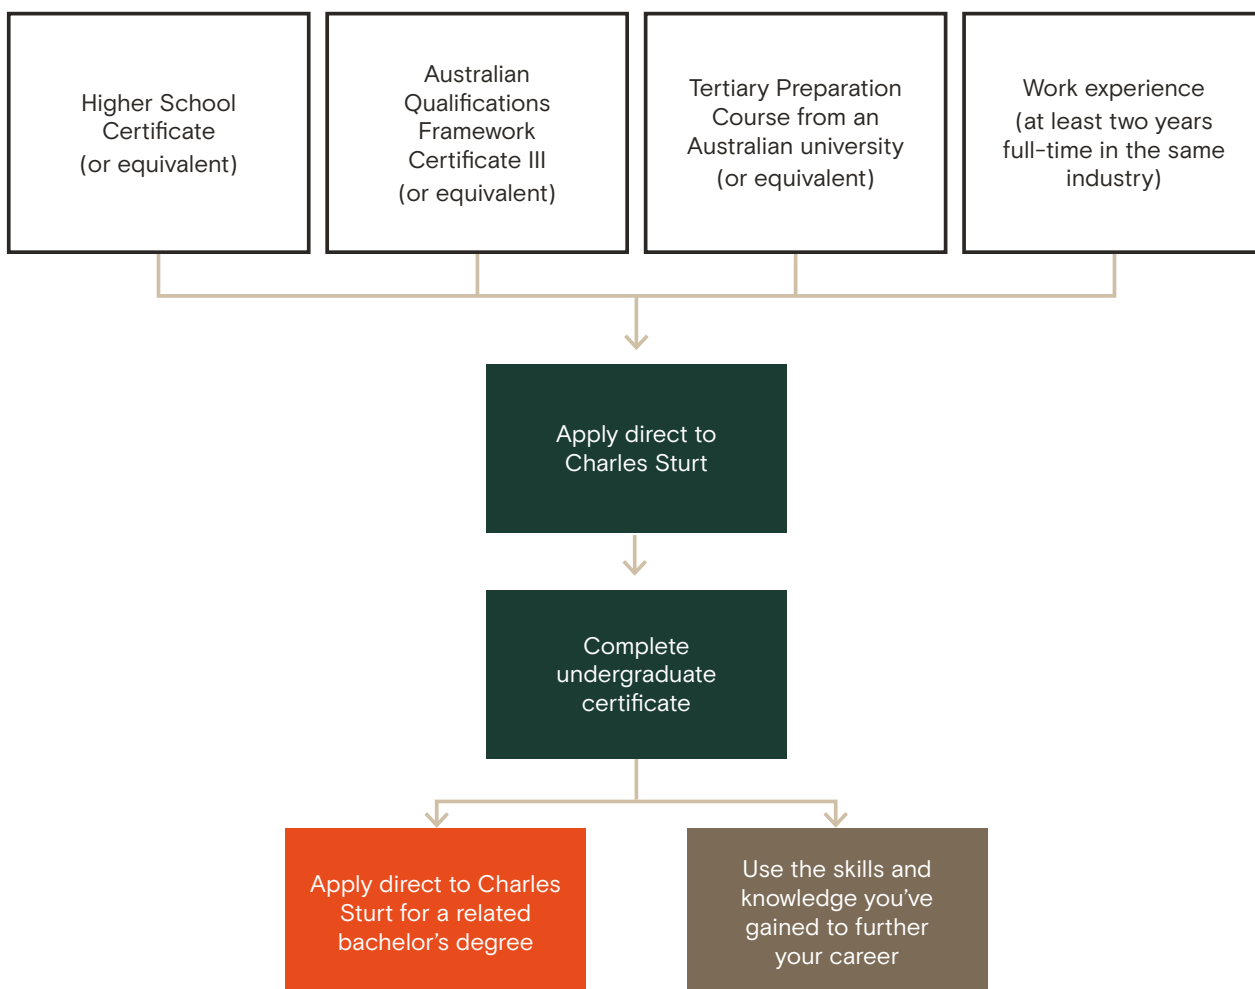 Higher School
Certificate
(or equivalent)
Australian
Qualifications
Framework
Certificate III
(or equivalent)
Tertiary Preparation
Course from an
Australian university
(or equivalent)
Work experience
(at least two years
full-time in the same
industry)
Apply direct to
Charles Sturt
Complete
undergraduate
certificate
Apply direct to Charles
Sturt for a related
bachelor’s degree
Use the skills and
knowledge you’ve
gained to further
your career